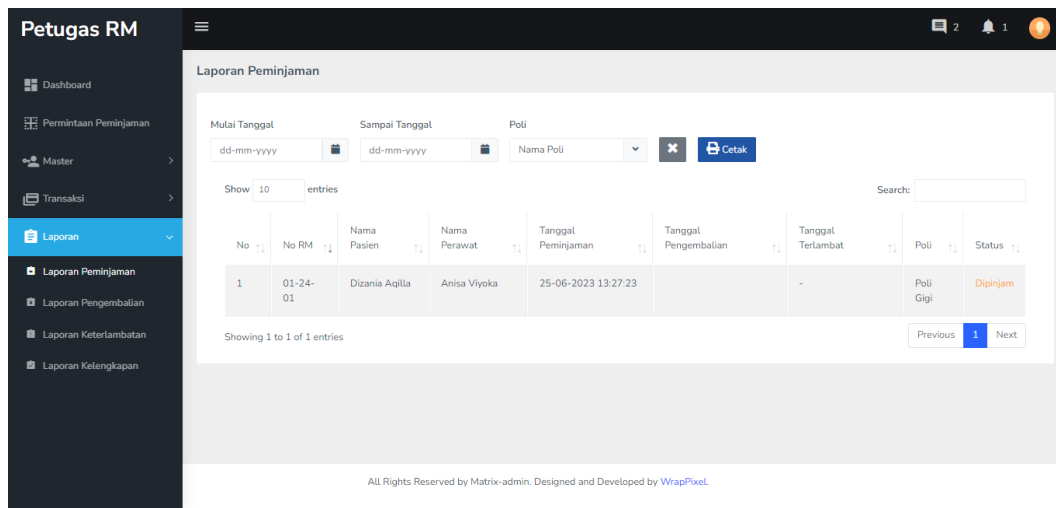 Petugas RM
2
1
Dashboard
Permintaan Peminjaman
Master
Transaksi
Laporan
Laporan Peminjaman
Laporan Pengembalian
Laporan Keterlambatan
Laporan Kelengkapan
Laporan Peminjaman
Mulai Tanggal Sampai Tanggal Poli
dd-mm-yyyy dd-mm-yyyy Nama Poli Cetak
Show 10 entries Search:
No No RM Nama Pasien Nama Perawat Tanggal Peminjaman Tanggal Pengembalian Tanggal Terlambat Poli Status
1 01-24-01 Dizania Aqilla Anisa Viyoka 25-06-2023 13:27:23 - Poli Gigi Dipinjam
Showing 1 to 1 of 1 entries Previous 1 Next
All Rights Reserved by Matrix-admin. Designed and Developed by WrapPixel.